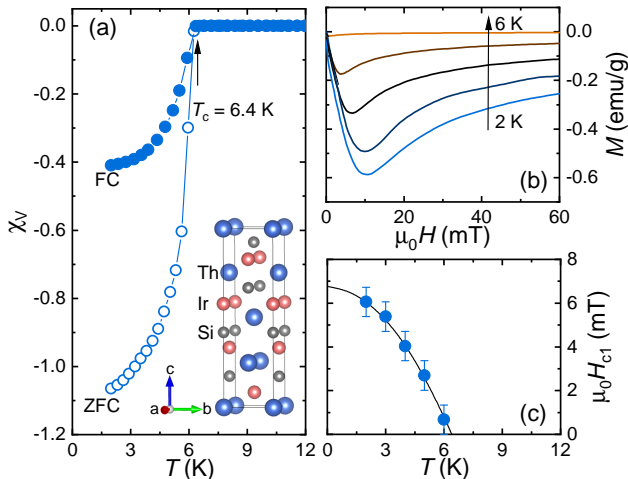 (a)
0.0
-0.2
-0.4
-0.6
-0.8
-1.0
-1.2
χV
Tc = 6.4 K
FC
ZFC
Th
Ir
Si
c
a
b
0 3 6 9 12
T (K)
6 K
2 K
(b)
0.0
-0.2
-0.4
-0.6
M (emu/g)
0 20 40 60
μ0H (mT)
(c)
8
6
4
2
0
μ0Hc1 (mT)
0 3 6 9 12
T (K)